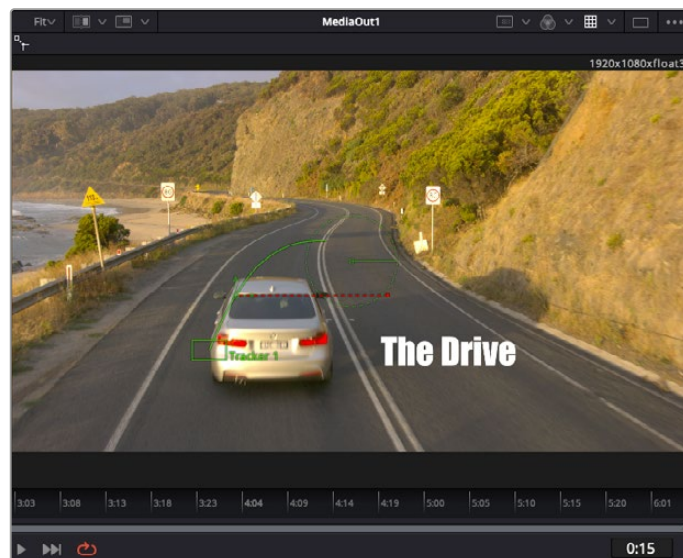 Fit
MediaOut1
1920x1080xfloat3
Tracker 1
The Drive
3:03 3:08 3:13 3:18 3:23 4:04 4:09 4:14 4:19 5:00 5:05 5:10 5:15 5:20 6:01
0:15